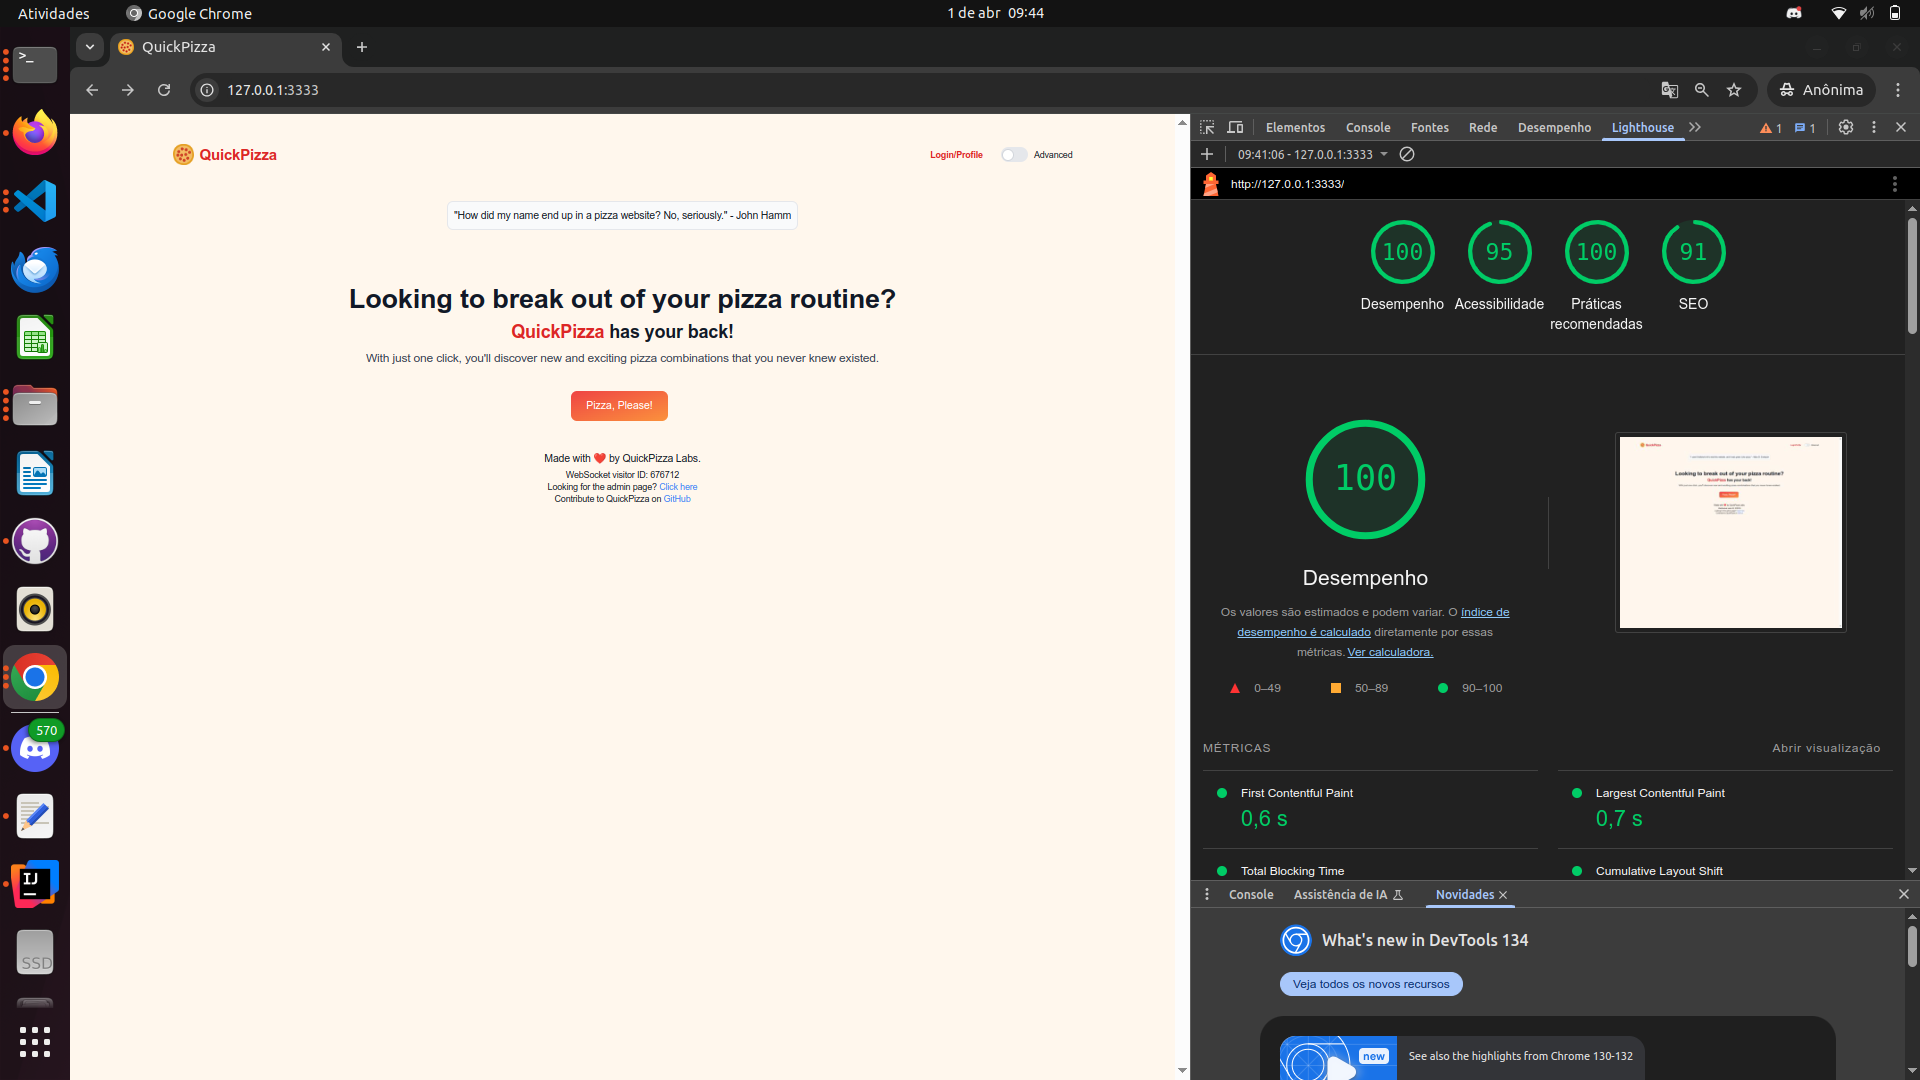 Atividades
Google Chrome
1 de abr 09:44
QuickPizza
127.0.0.1:3333
Anônima
QuickPizza
Login/Profile
Advanced
"How did my name end up in a pizza website? No, seriously." - John Hamm
Looking to break out of your pizza routine?
QuickPizza has your back!
With just one click, you'll discover new and exciting pizza combinations that you never knew existed.
Pizza, Please!
Made with ❤️ by QuickPizza Labs.
WebSocket visitor ID: 676712
Looking for the admin page? Click here
Contribute to QuickPizza on GitHub
Elementos Console Fontes Rede Desempenho Lighthouse 1 1
09:41:06 - 127.0.0.1:3333
http://127.0.0.1:3333/
100 95 100 91
Desempenho Acessibilidade Práticas recomendadas SEO
100
Desempenho
Os valores são estimados e podem variar. O índice de
desempenho é calculado diretamente por essas
métricas. Ver calculadora.
0–49 50–89 90–100
MÉTRICAS
Abrir visualização
First Contentful Paint
0,6 s
Largest Contentful Paint
0,7 s
Total Blocking Time
Cumulative Layout Shift
Console Assistência de IA Novidades
What's new in DevTools 134
Veja todos os novos recursos
new
See also the highlights from Chrome 130-132
570
IJ
SSD